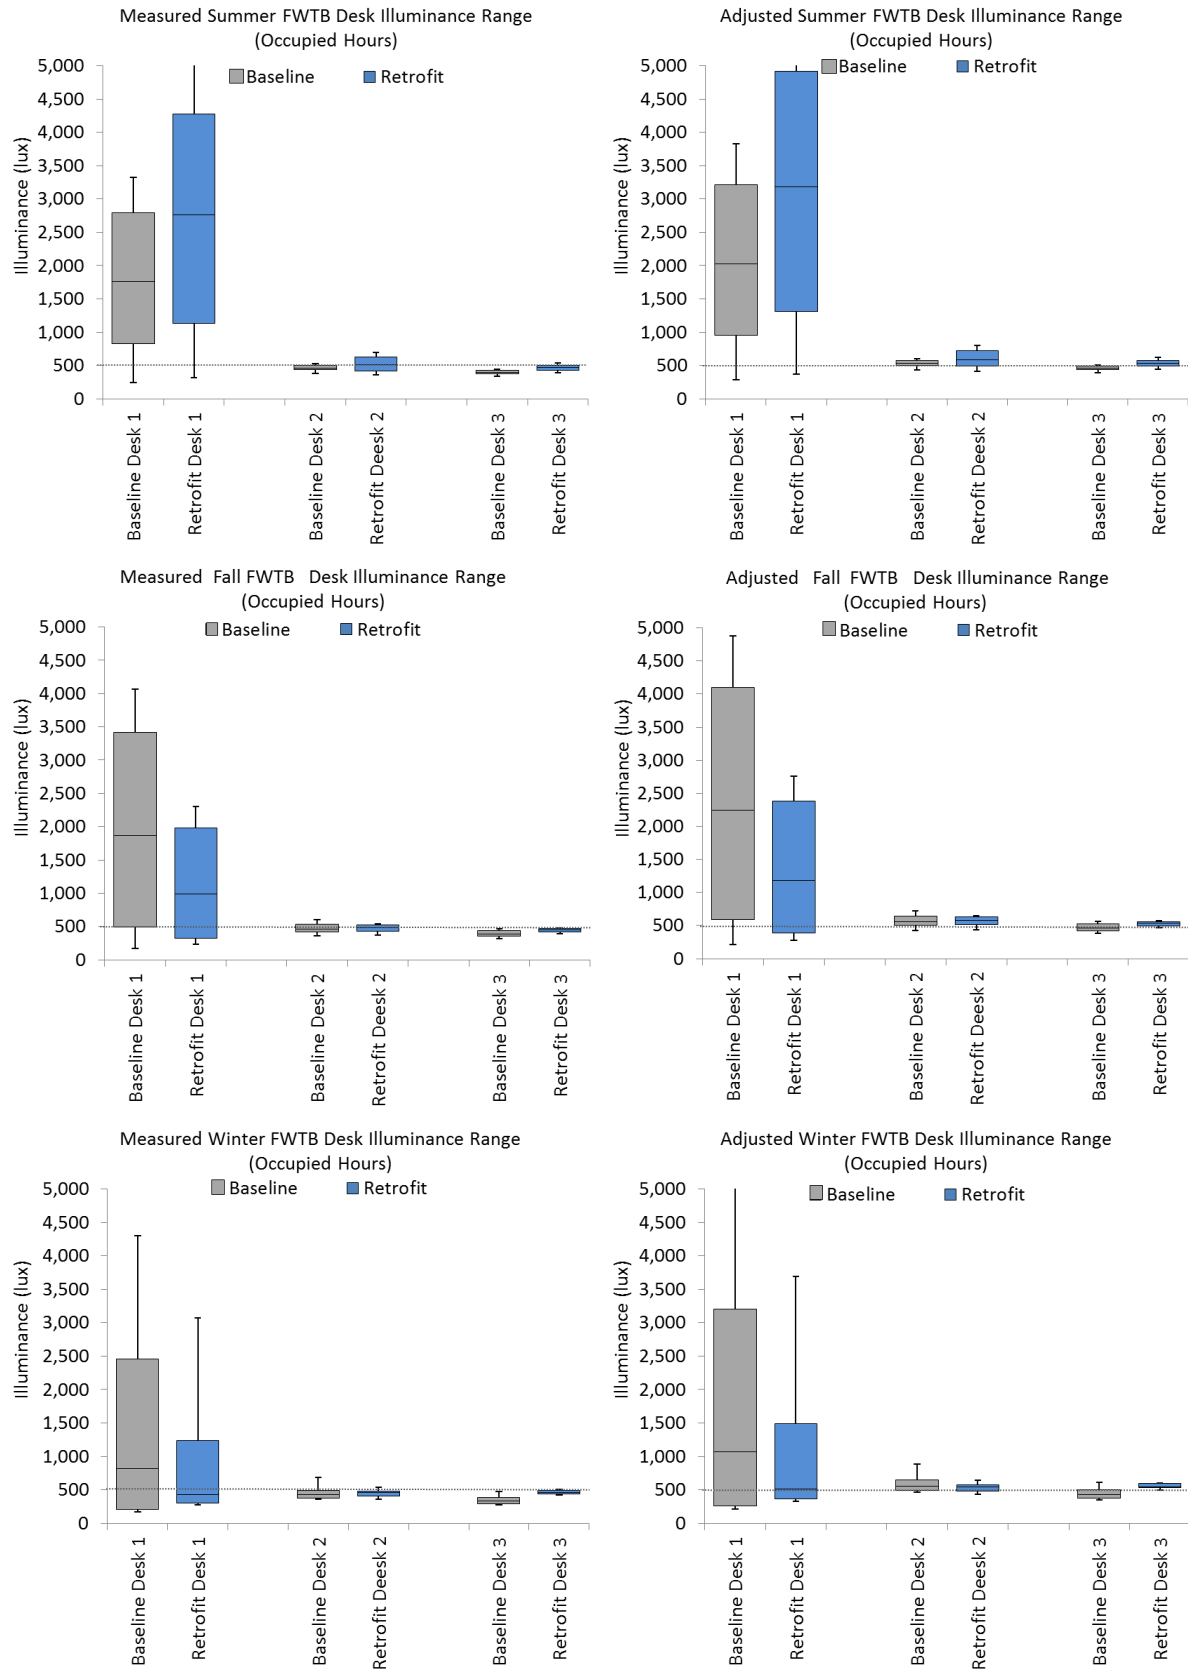 Measured Summer FWTB Desk Illuminance Range
(Occupied Hours)
Baseline Retrofit
Illuminance (lux)
5,000
4,500
4,000
3,500
3,000
2,500
2,000
1,500
1,000
500
0
Baseline Desk 1
Retrofit Desk 1
Baseline Desk 2
Retrofit Deesk 2
Baseline Desk 3
Retrofit Desk 3
Adjusted Summer FWTB Desk Illuminance Range
(Occupied Hours)
Baseline Retrofit
Illuminance (lux)
5,000
4,500
4,000
3,500
3,000
2,500
2,000
1,500
1,000
500
0
Baseline Desk 1
Retrofit Desk 1
Baseline Desk 2
Retrofit Deesk 2
Baseline Desk 3
Retrofit Desk 3
Measured Fall FWTB Desk Illuminance Range
(Occupied Hours)
Baseline Retrofit
Illuminance (lux)
5,000
4,500
4,000
3,500
3,000
2,500
2,000
1,500
1,000
500
0
Baseline Desk 1
Retrofit Desk 1
Baseline Desk 2
Retrofit Deesk 2
Baseline Desk 3
Retrofit Desk 3
Adjusted Fall FWTB Desk Illuminance Range
(Occupied Hours)
Baseline Retrofit
Illuminance (lux)
5,000
4,500
4,000
3,500
3,000
2,500
2,000
1,500
1,000
500
0
Baseline Desk 1
Retrofit Desk 1
Baseline Desk 2
Retrofit Deesk 2
Baseline Desk 3
Retrofit Desk 3
Measured Winter FWTB Desk Illuminance Range
(Occupied Hours)
Baseline Retrofit
Illuminance (lux)
5,000
4,500
4,000
3,500
3,000
2,500
2,000
1,500
1,000
500
0
Baseline Desk 1
Retrofit Desk 1
Baseline Desk 2
Retrofit Deesk 2
Baseline Desk 3
Retrofit Desk 3
Adjusted Winter FWTB Desk Illuminance Range
(Occupied Hours)
Baseline Retrofit
Illuminance (lux)
5,000
4,500
4,000
3,500
3,000
2,500
2,000
1,500
1,000
500
0
Baseline Desk 1
Retrofit Desk 1
Baseline Desk 2
Retrofit Deesk 2
Baseline Desk 3
Retrofit Desk 3